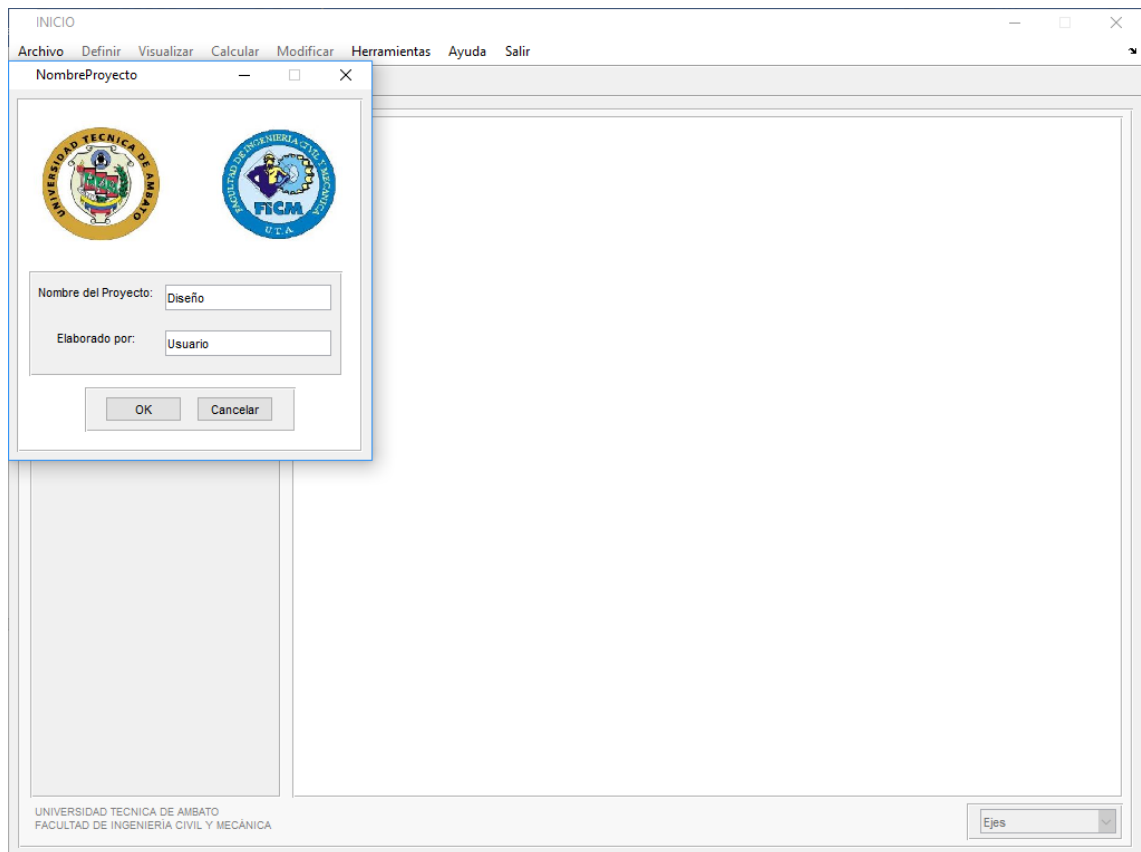 INICIO
Archivo Definir Visualizar Calcular Modificar Herramientas Ayuda Salir
NombreProyecto
UNIVERSIDAD TECNICA DE AMBATO
FACULTAD DE INGENIERIA CIVIL Y MECANICA
FICM
U.T.A.
Nombre del Proyecto: Diseño
Elaborado por: Usuario
OK Cancelar
UNIVERSIDAD TECNICA DE AMBATO
FACULTAD DE INGENIERÍA CIVIL Y MECÁNICA
Ejes